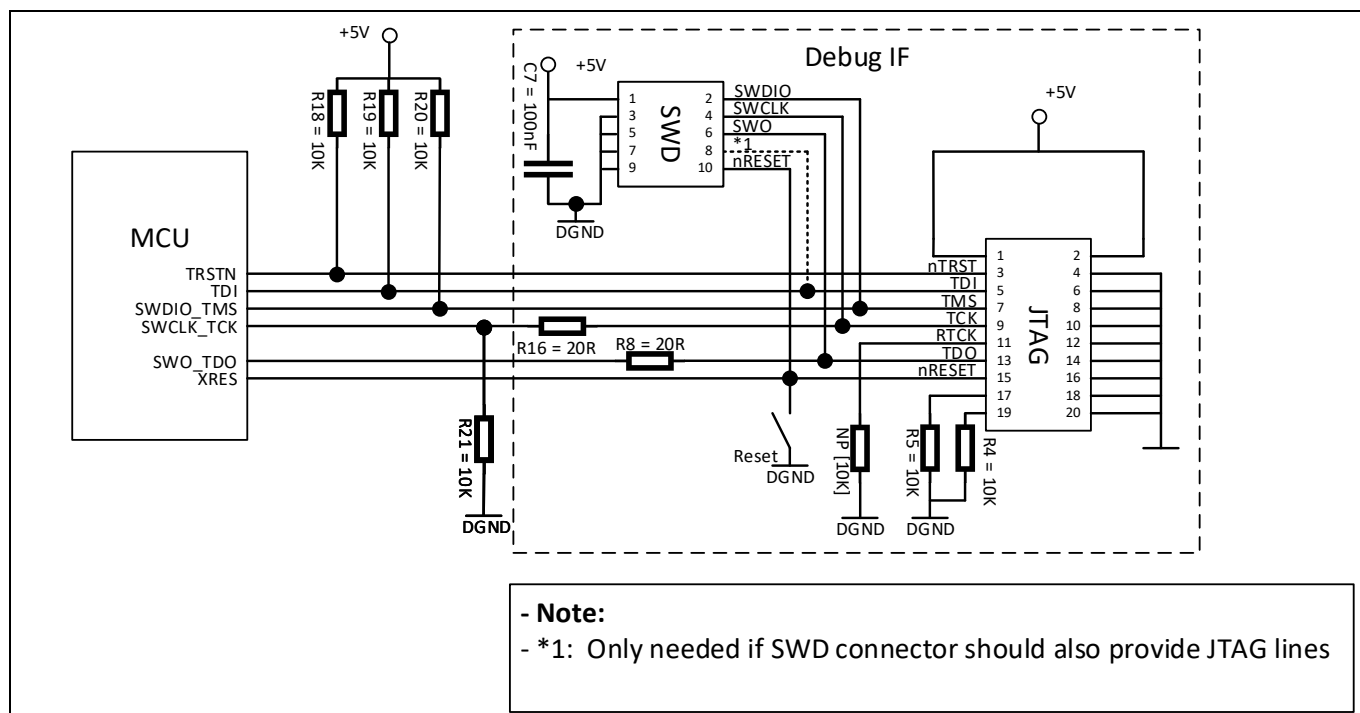 +5V
R18 = 10K
R19 = 10K
R20 = 10K
Debug IF
C7 = 100nF
+5V
SWD
1 2 SWDIO
3 4 SWCLK
5 6 SWO
7 8 *1
9 10 nRESET
DGND
+5V
MCU
TRSTN
TDI
SWDIO_TMS
SWCLK_TCK
SWO_TDO
XRES
R16 = 20R
R8 = 20R
R21 = 10K
DGND
JTAG
1 2
nTRST 3 4
TDI 5 6
TMS 7 8
TCK 9 10
RTCK 11 12
TDO 13 14
nRESET 15 16
17 18
19 20
Reset
DGND
NP [10K]
DGND
R5 = 10K
R4 = 10K
DGND
- Note:
- *1: Only needed if SWD connector should also provide JTAG lines